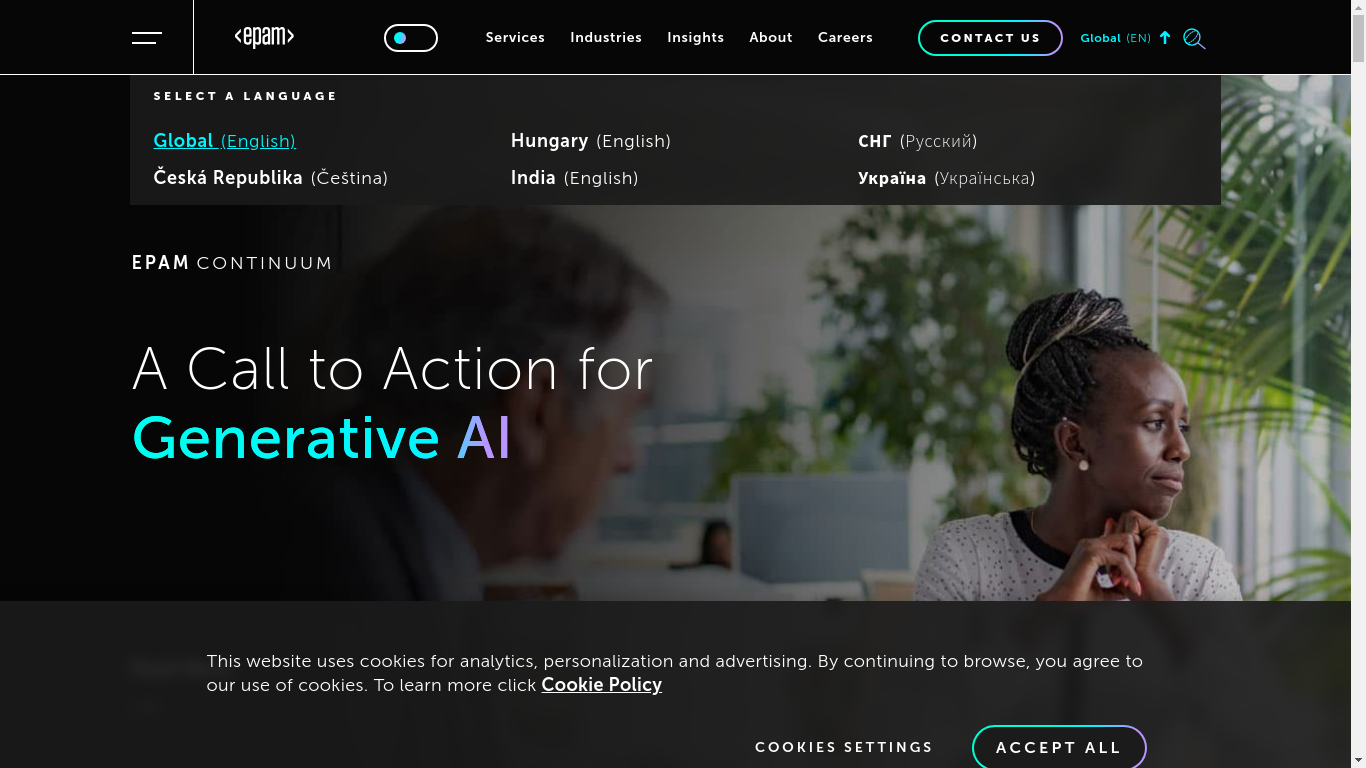 <epam>
Services Industries Insights About Careers
CONTACT US
Global (EN)
SELECT A LANGUAGE
Global (English)
Hungary (English)
СНГ (Русский)
Česká Republika (Čeština)
India (English)
Україна (Українська)
EPAM CONTINUUM
A Call to Action for
Generative AI
This website uses cookies for analytics, personalization and advertising. By continuing to browse, you agree to
our use of cookies. To learn more click Cookie Policy
COOKIES SETTINGS
ACCEPT ALL